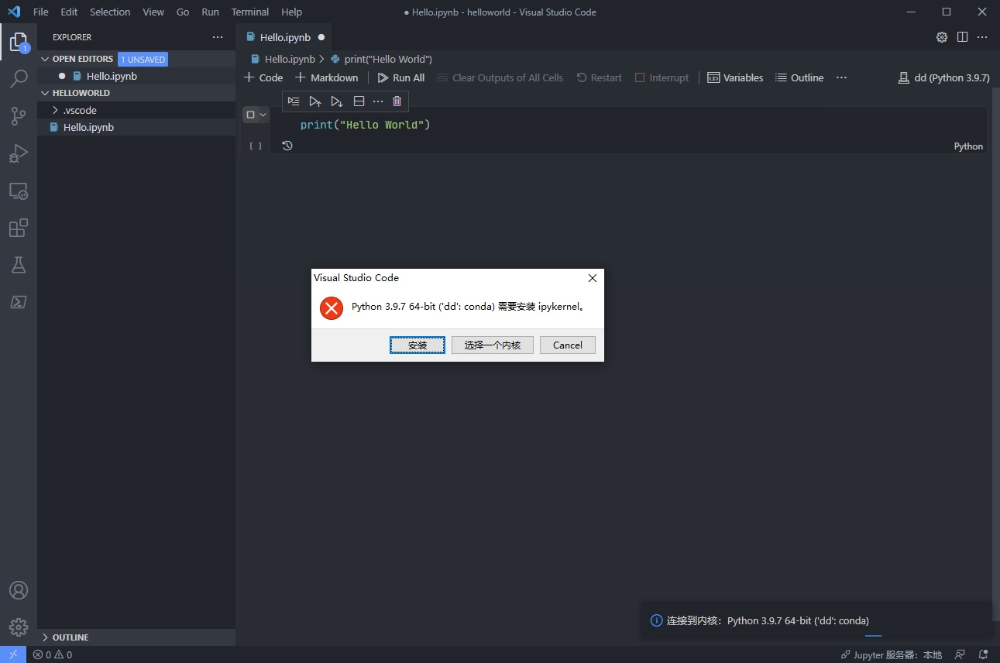 File Edit Selection View Go Run Terminal Help
● Hello.ipynb - helloworld - Visual Studio Code
EXPLORER
OPEN EDITORS 1 UNSAVED
Hello.ipynb
HELLOWORLD
.vscode
Hello.ipynb
OUTLINE
1
Hello.ipynb
Hello.ipynb > print("Hello World")
+ Code + Markdown Run All Clear Outputs of All Cells Restart Interrupt Variables Outline ··· dd (Python 3.9.7)
print("Hello World")
[ ]
Python
Visual Studio Code
Python 3.9.7 64-bit ('dd': conda) 需要安装 ipykernel。
安装 选择一个内核 Cancel
连接到内核：Python 3.9.7 64-bit ('dd': conda)
0 0
Jupyter 服务器：本地